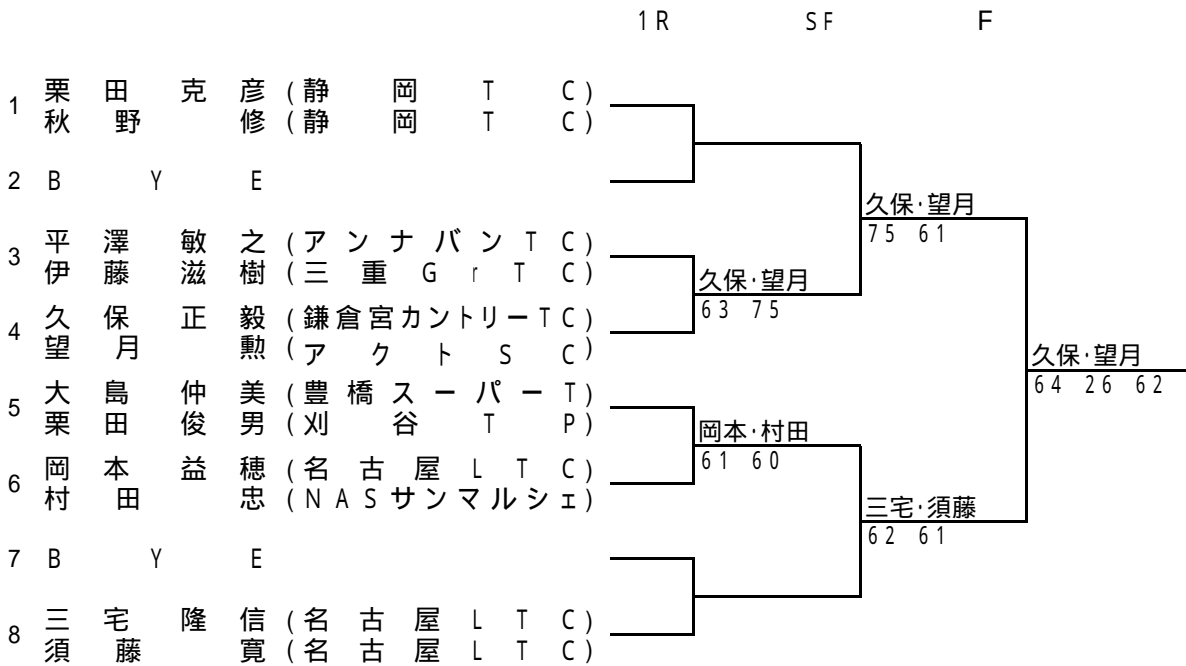 1R SF F
1 栗田克彦(静岡TC)
秋野修(静岡TC)
2 BYE
久保・望月
75 61
3 平澤敏之(アンナバンTC)
伊藤滋樹(三重GrTC)
久保・望月
63 75
4 久保正毅(鎌倉宮カントリーTC)
望月勲(アクトSC)
久保・望月
64 26 62
5 大島仲美(豊橋スーパーT)
栗田俊男(刈谷TP)
岡本・村田
61 60
6 岡本益穂(名古屋LTC)
村田忠(NASサンマルシェ)
三宅・須藤
62 61
7 BYE
8 三宅隆信(名古屋LTC)
須藤寛(名古屋LTC)